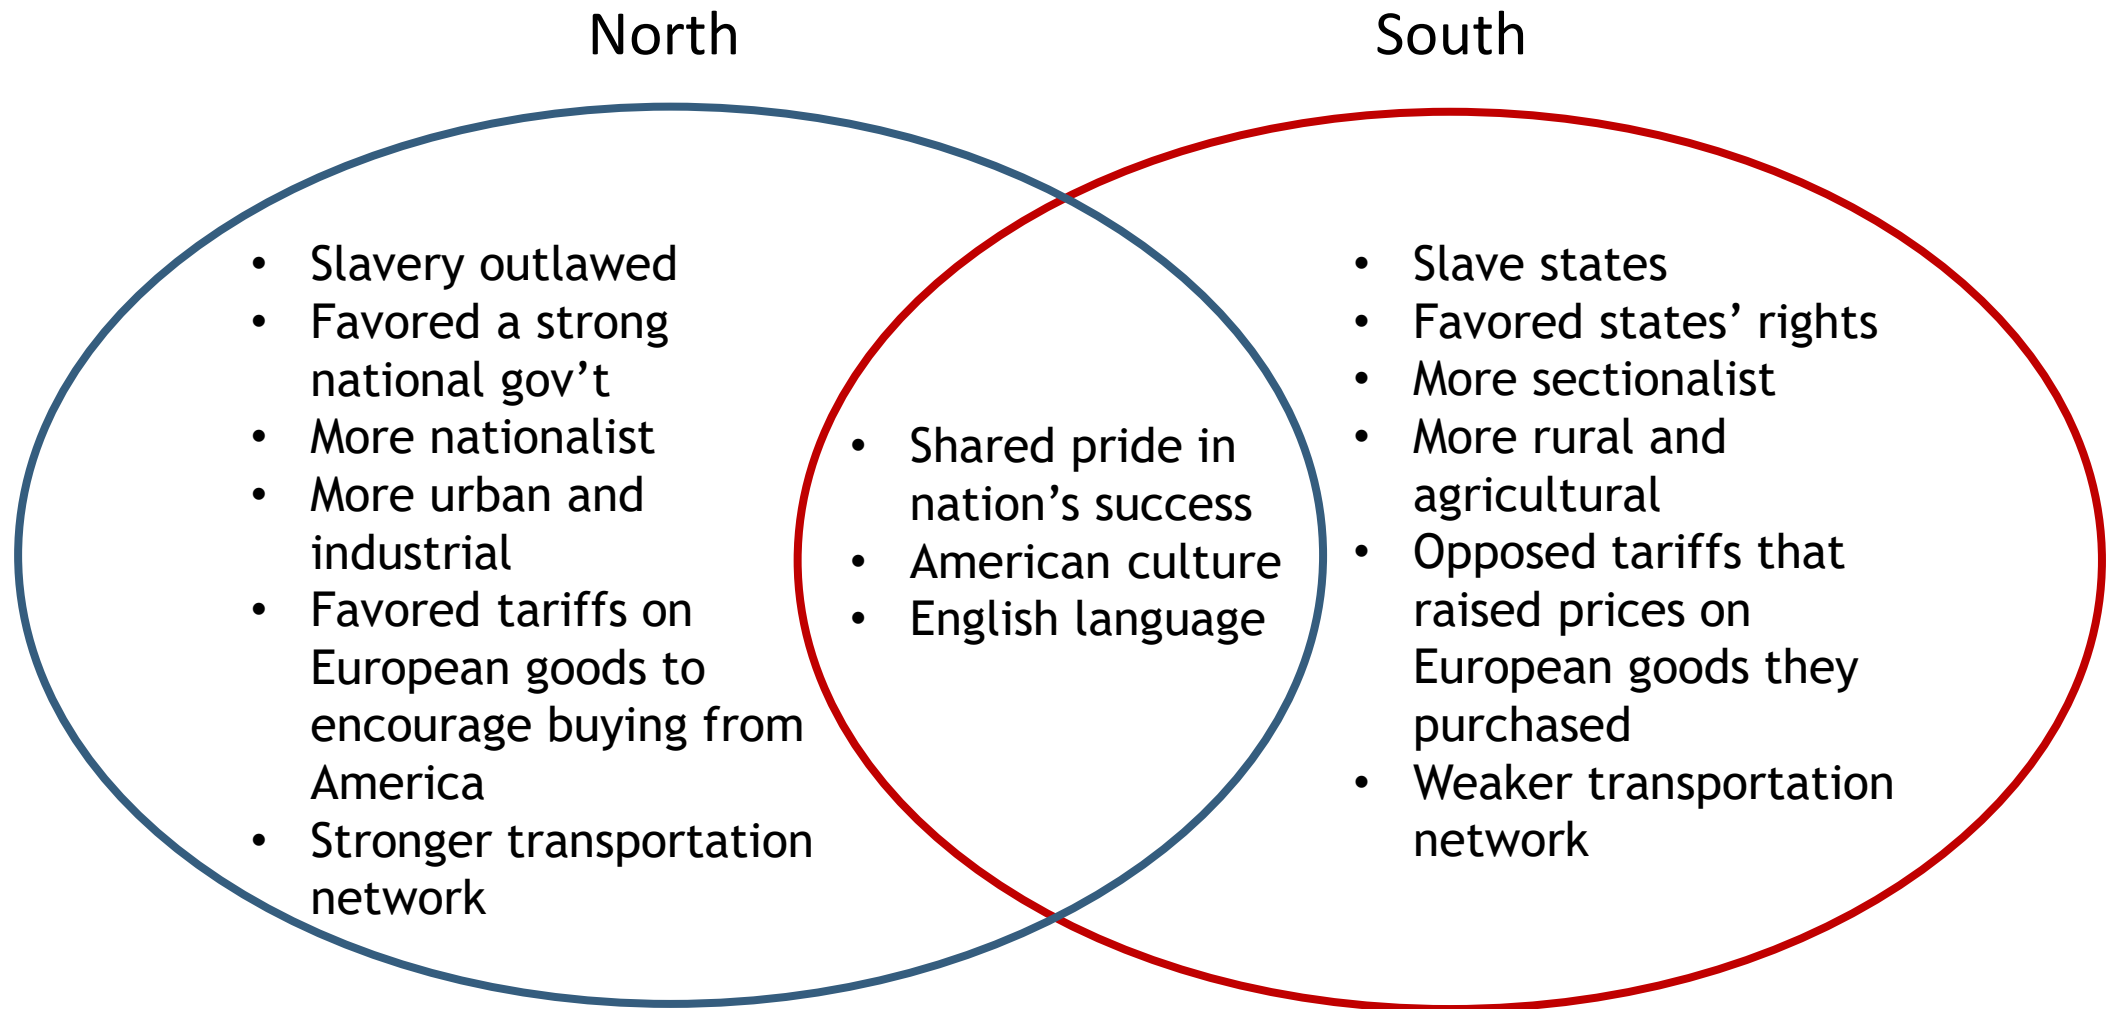 North
South
• Slavery outlawed
• Favored a strong
national gov’t
• More nationalist
• More urban and
industrial
• Favored tariffs on
European goods to
encourage buying from
America
• Stronger transportation
network
• Shared pride in
nation’s success
• American culture
• English language
• Slave states
• Favored states’ rights
• More sectionalist
• More rural and
agricultural
• Opposed tariffs that
raised prices on
European goods they
purchased
• Weaker transportation
network